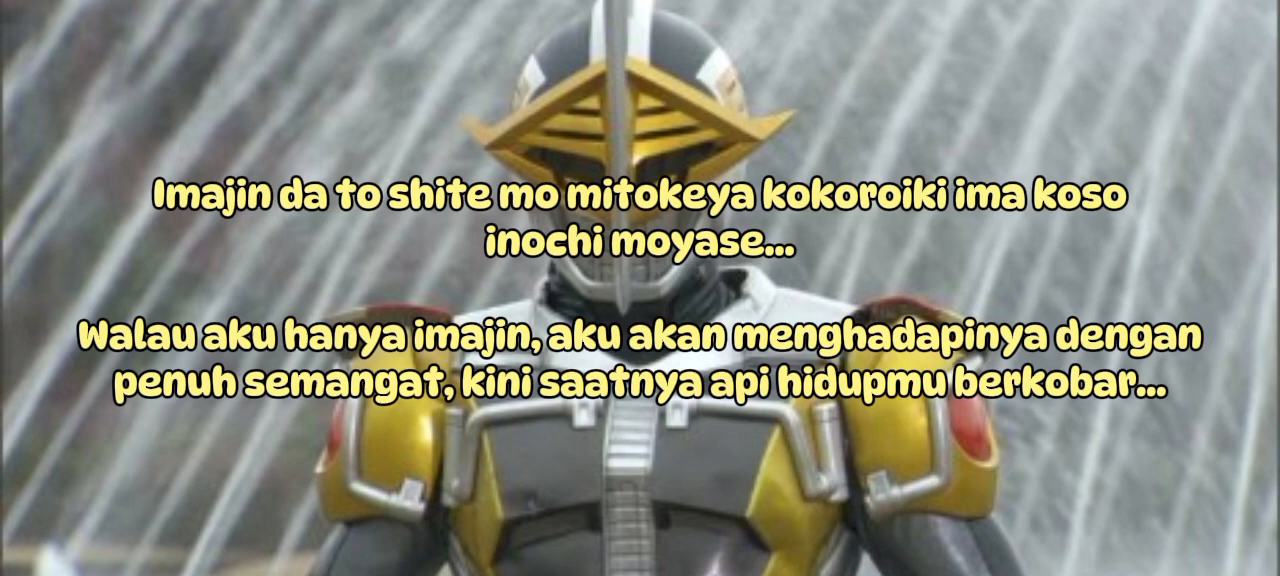 Imajin da to shite mo mitokeya kokoroiki ima koso
inochi moyase...
Walau aku hanya imajin, aku akan menghadapinya dengan
penuh semangat, kini saatnya api hidupmu berkobar...